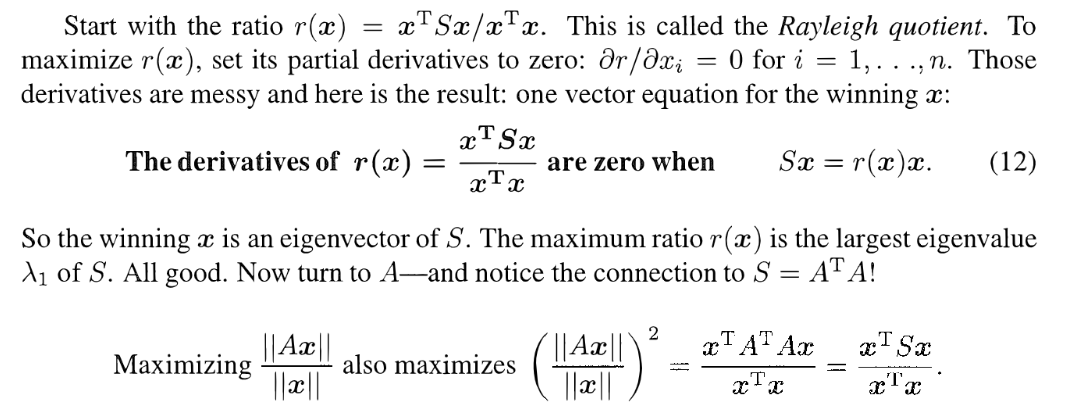 Start with the ratio r(x) = xᵀSx/xᵀx. This is called the Rayleigh quotient. To
maximize r(x), set its partial derivatives to zero: ∂r/∂xᵢ = 0 for i = 1, . . ., n. Those
derivatives are messy and here is the result: one vector equation for the winning x:
The derivatives of r(x) = xᵀSx / xᵀx are zero when Sx = r(x)x. (12)
So the winning x is an eigenvector of S. The maximum ratio r(x) is the largest eigenvalue
λ₁ of S. All good. Now turn to A—and notice the connection to S = AᵀA!
Maximizing ||Ax|| / ||x|| also maximizes (||Ax|| / ||x||)² = xᵀAᵀAx / xᵀx = xᵀSx / xᵀx.